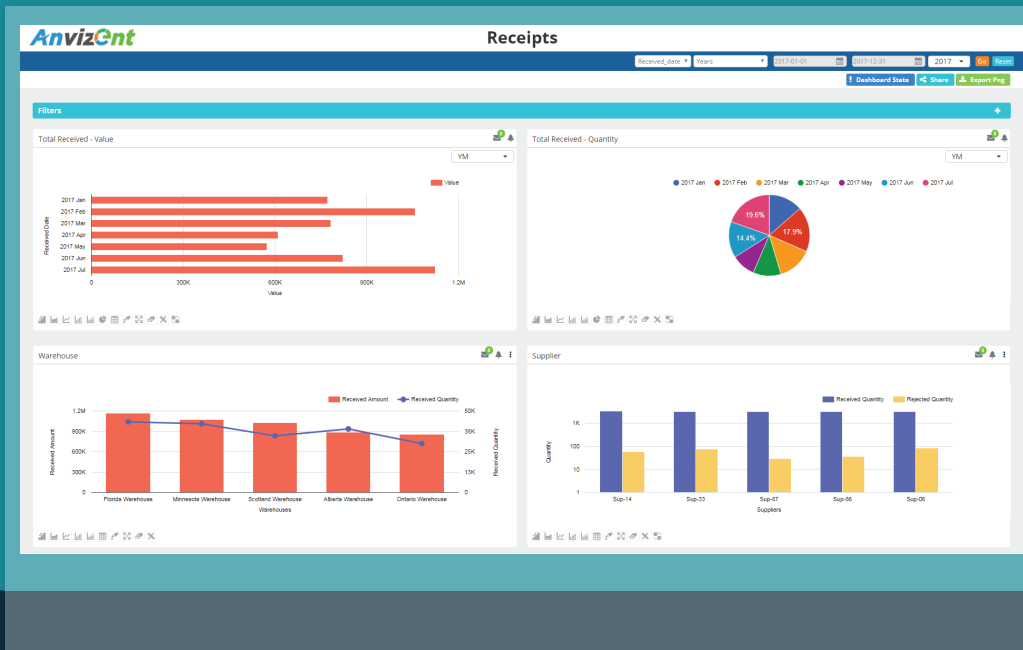 Anvizent
Receipts
Received_date Years 2017-01-01 2017-12-31 2017 Go Reset
Dashboard State Share Export Png
Filters
Total Received - Value
YM
Value
2017 Jan
2017 Feb
2017 Mar
2017 Apr
2017 May
2017 Jun
2017 Jul
Received Date
0 300K 600K 900K 1.2M
Value
Total Received - Quantity
YM
2017 Jan 2017 Feb 2017 Mar 2017 Apr 2017 May 2017 Jun 2017 Jul
19.6%
17.9%
14.4%
Warehouse
Received Amount Received Quantity
1.2M 50K
900K 38K
600K 25K
300K 13K
0 0
Received Amount
Received Quantity
Florida Warehouse Minnesota Warehouse Scotland Warehouse Alberta Warehouse Ontario Warehouse
Warehouses
Supplier
Received Quantity Rejected Quantity
1K
100
10
1
Quantity
Sup-14 Sup-33 Sup-87 Sup-86 Sup-06
Suppliers